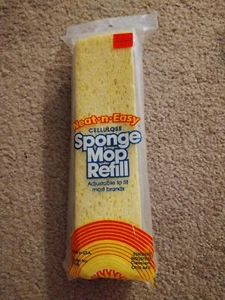 Neat-n-Easy
CELLULOSE
Sponge
Mop
Refill
Adjustable to fit
most brands